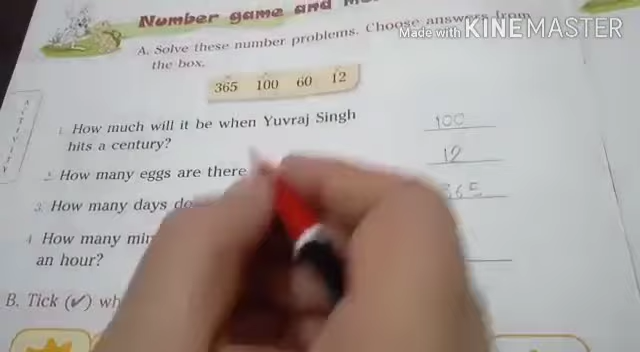 Number game and
Made with KINEMASTER
A. Solve these number problems. Choose answers from
the box.
365 100 60 12
ACTIVITY
1. How much will it be when Yuvraj Singh
hits a century?
100
2. How many eggs are there
12
3. How many days do
365
4. How many min
an hour?
B. Tick (✓) wh